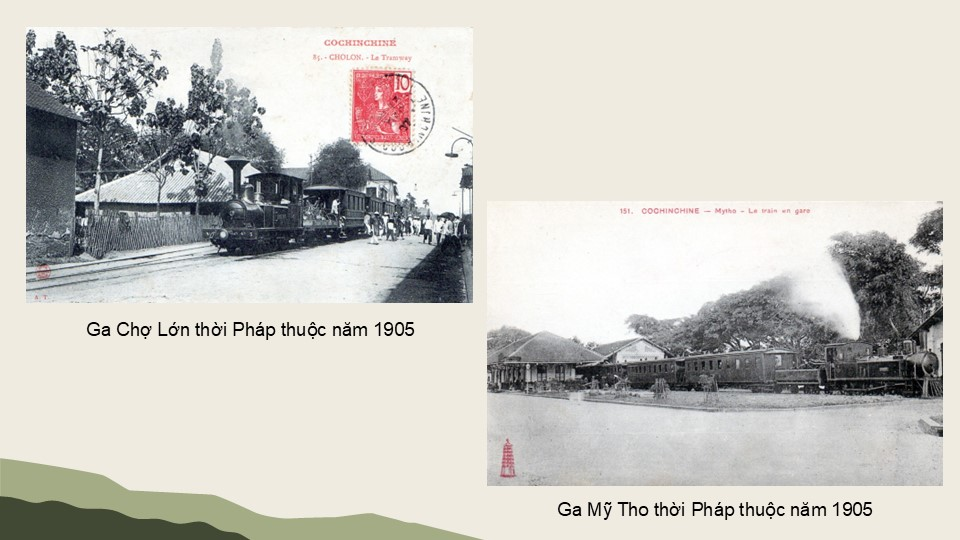 COCHINCHINE
85. - CHOLON. - Le Tramway
10
Ga Chợ Lớn thời Pháp thuộc năm 1905
151. COCHINCHINE — Mytho — Le train en gare
Ga Mỹ Tho thời Pháp thuộc năm 1905